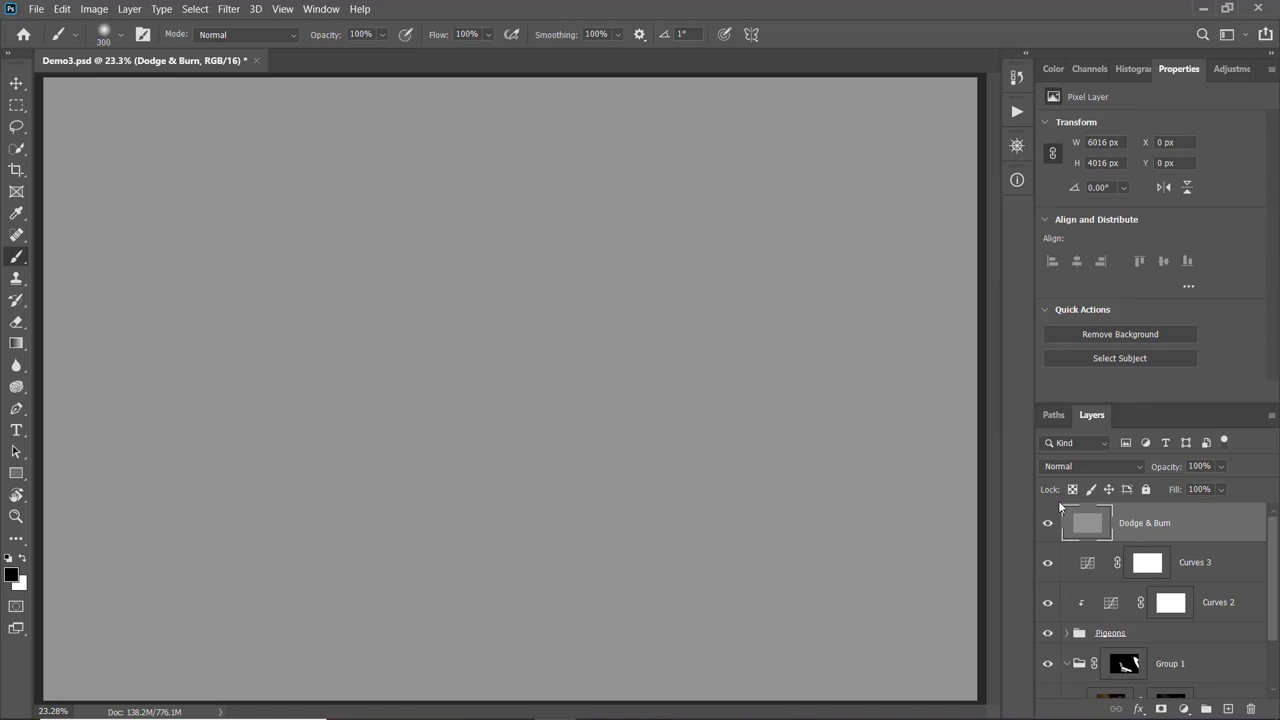 Ps File Edit Image Layer Type Select Filter 3D View Window Help
300 Mode: Normal Opacity: 100% Flow: 100% Smoothing: 100% 1°
Demo3.psd @ 23.3% (Dodge & Burn, RGB/16) *
Color Channels Histogran Properties Adjustme
Pixel Layer
Transform
W 6016 px X 0 px
H 4016 px Y 0 px
0.00°
Align and Distribute
Align:
Quick Actions
Remove Background
Select Subject
Paths Layers
Kind
Normal Opacity: 100%
Lock: Fill: 100%
Dodge & Burn
Curves 3
Curves 2
Pigeons
Group 1
23.28% Doc: 138.2M/776.1M